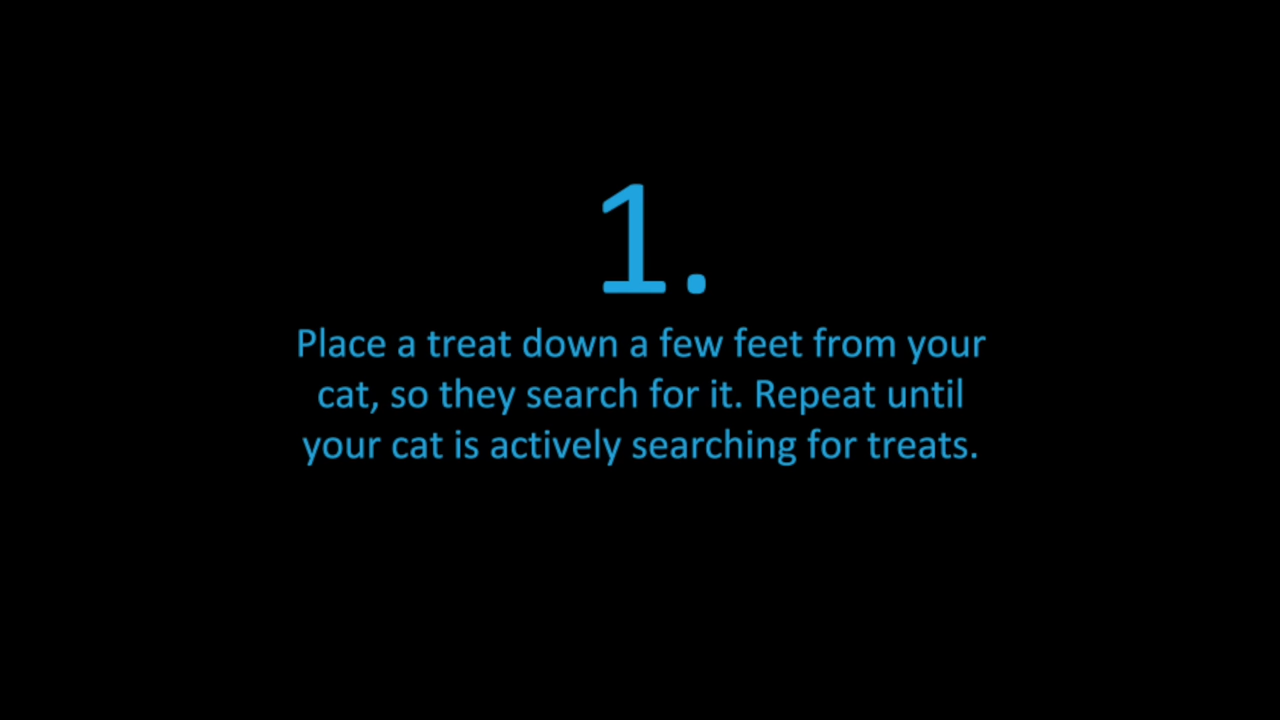 1.
Place a treat down a few feet from your
cat, so they search for it. Repeat until
your cat is actively searching for treats.